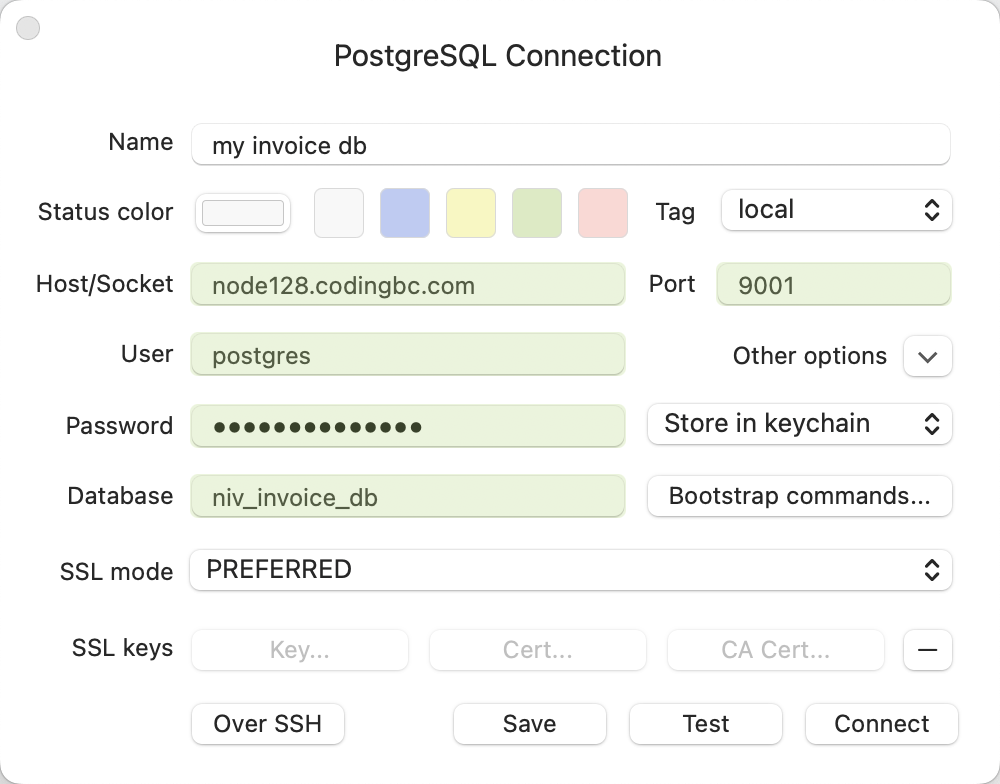 PostgreSQL Connection
Name my invoice db
Status color Tag local
Host/Socket node128.codingbc.com Port 9001
User postgres Other options
Password ●●●●●●●●●●●●●● Store in keychain
Database niv_invoice_db Bootstrap commands...
SSL mode PREFERRED
SSL keys Key... Cert... CA Cert...
Over SSH Save Test Connect